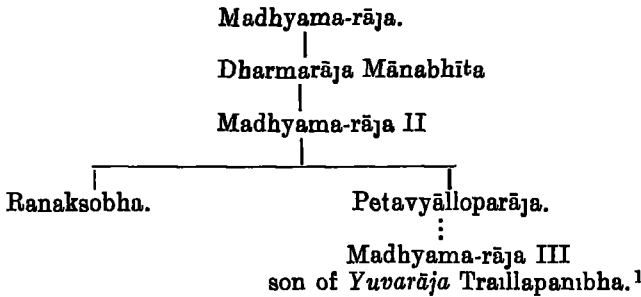 Madhyama-rāja.
Dharmarāja Mānabhīta
Madhyama-rāja II
Ranaksobha. Petavyālloparāja.
Madhyama-rāja III
son of Yuvarāja Traillapanibha.¹